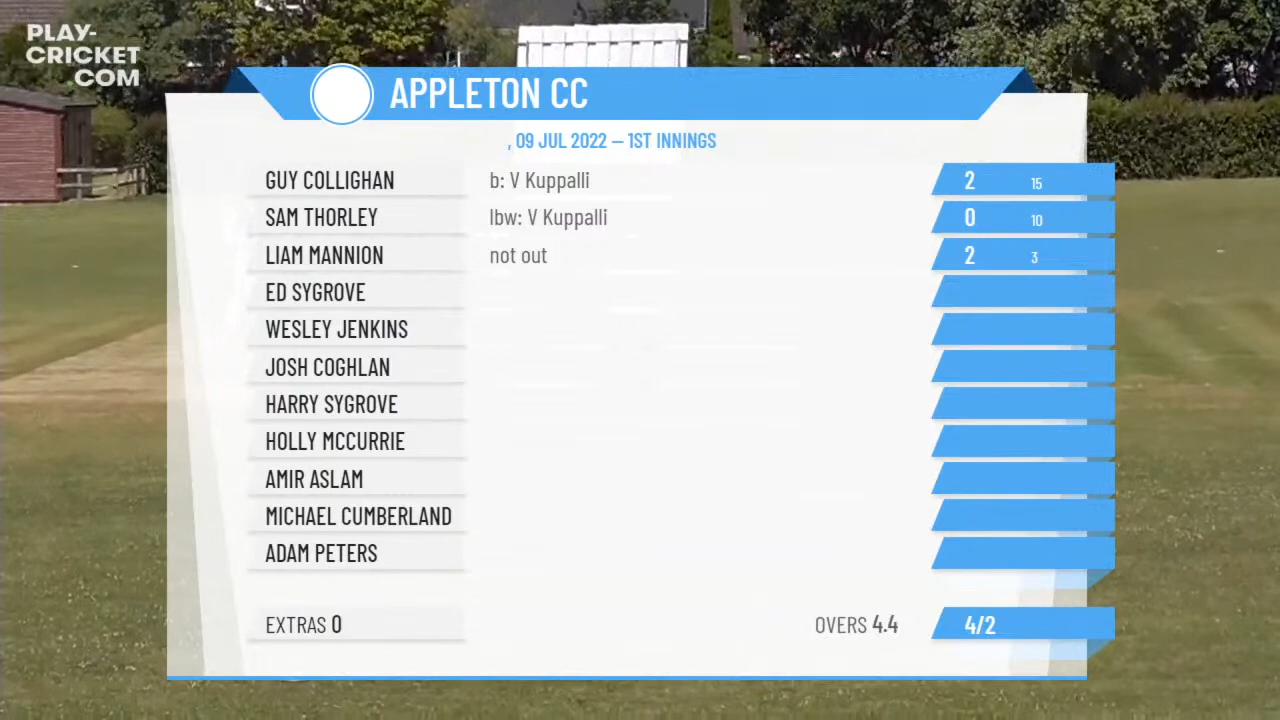 PLAY-
CRICKET
COM
APPLETON CC
, 09 JUL 2022 – 1ST INNINGS
GUY COLLIGHAN b: V Kuppalli 2 15
SAM THORLEY lbw: V Kuppalli 0 10
LIAM MANNION not out 2 3
ED SYGROVE
WESLEY JENKINS
JOSH COGHLAN
HARRY SYGROVE
HOLLY MCCURRIE
AMIR ASLAM
MICHAEL CUMBERLAND
ADAM PETERS
EXTRAS 0 OVERS 4.4 4/2